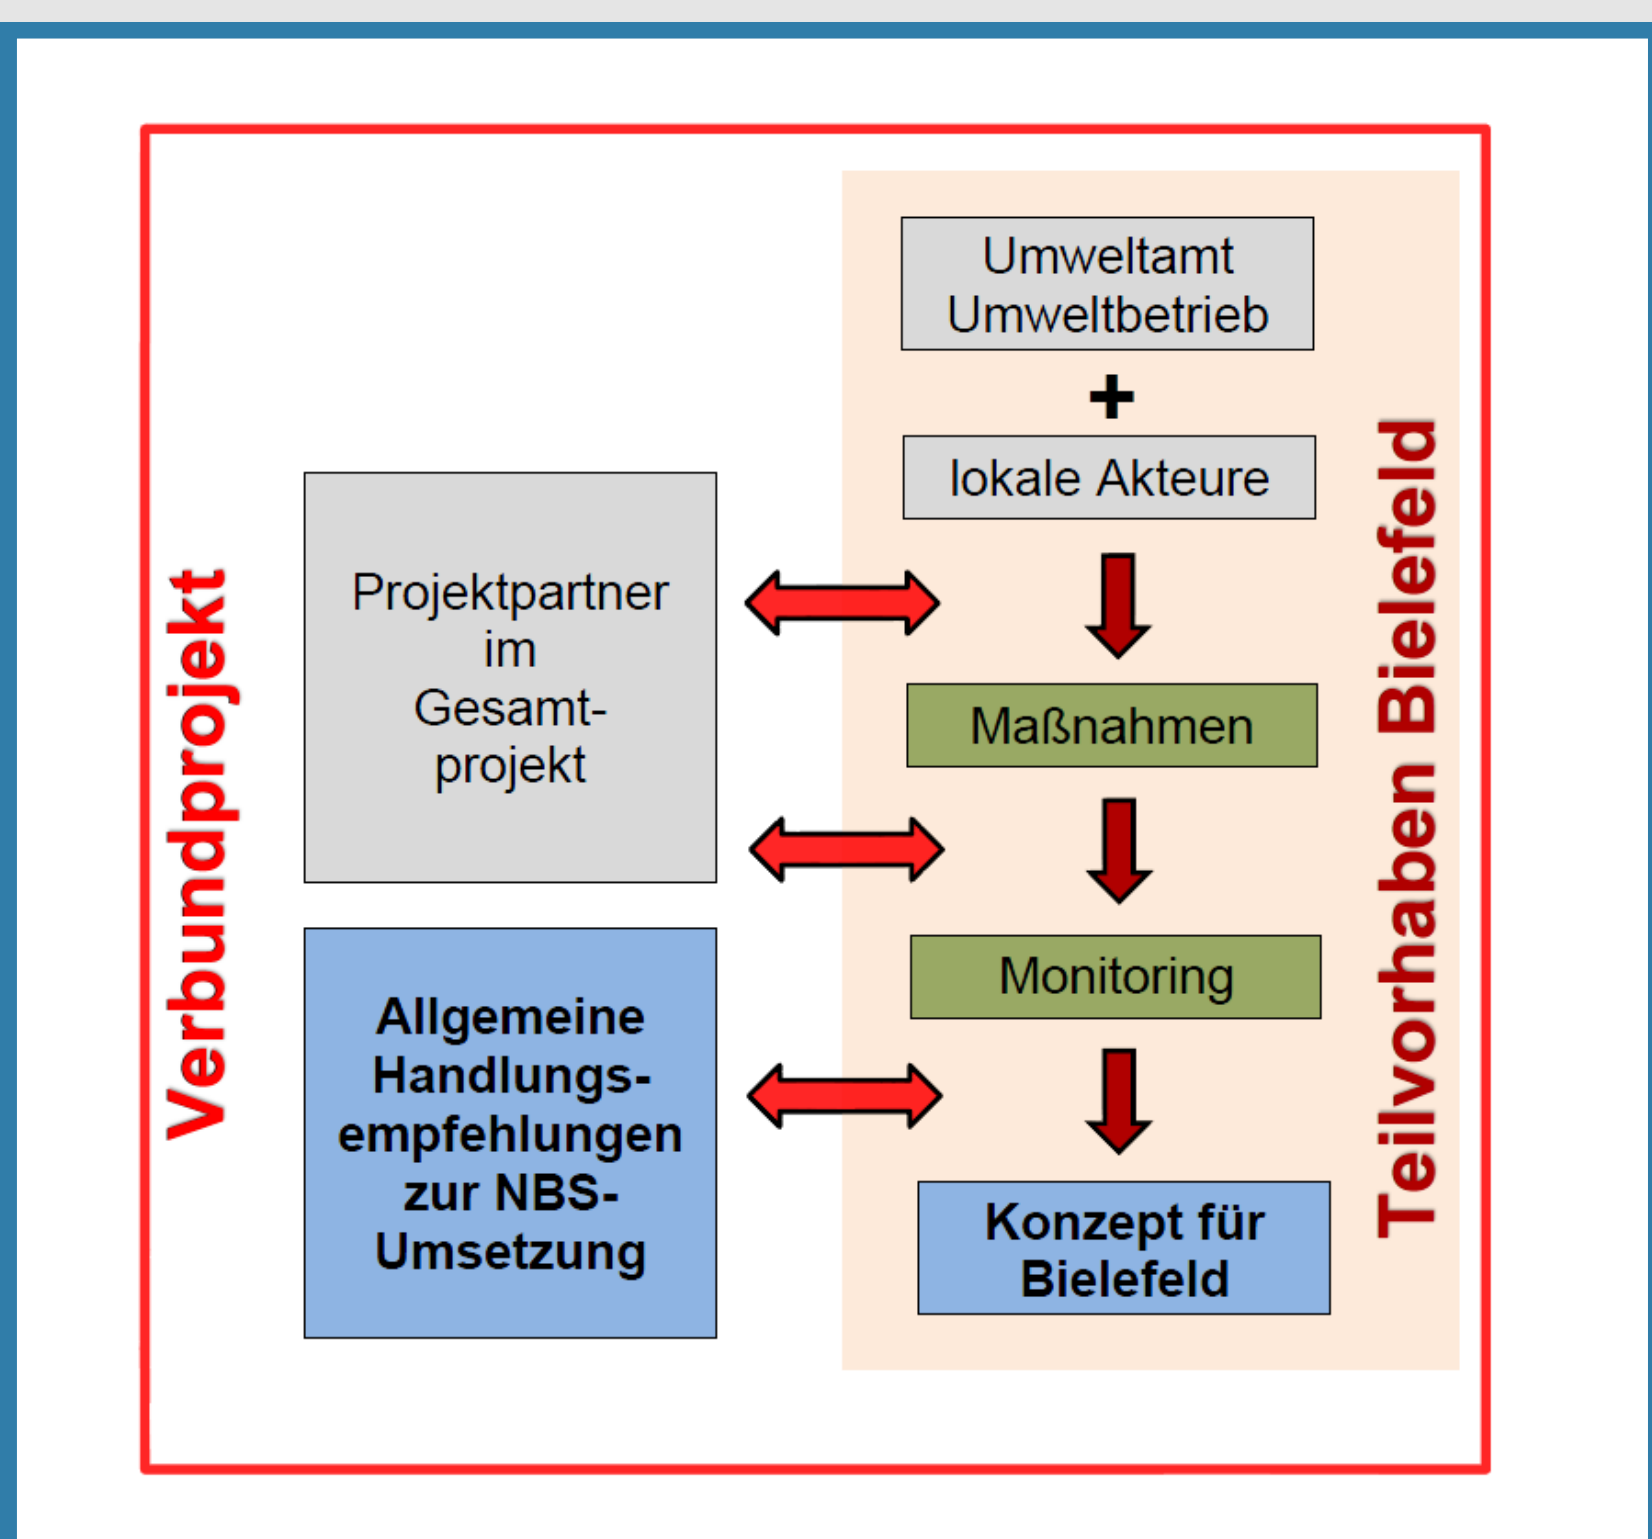 Verbundprojekt
Projektpartner
im
Gesamt-
projekt
Allgemeine
Handlungs-
empfehlungen
zur NBS-
Umsetzung
Umweltamt
Umweltbetrieb
+
lokale Akteure
Maßnahmen
Monitoring
Konzept für
Bielefeld
Teilvorhaben Bielefeld